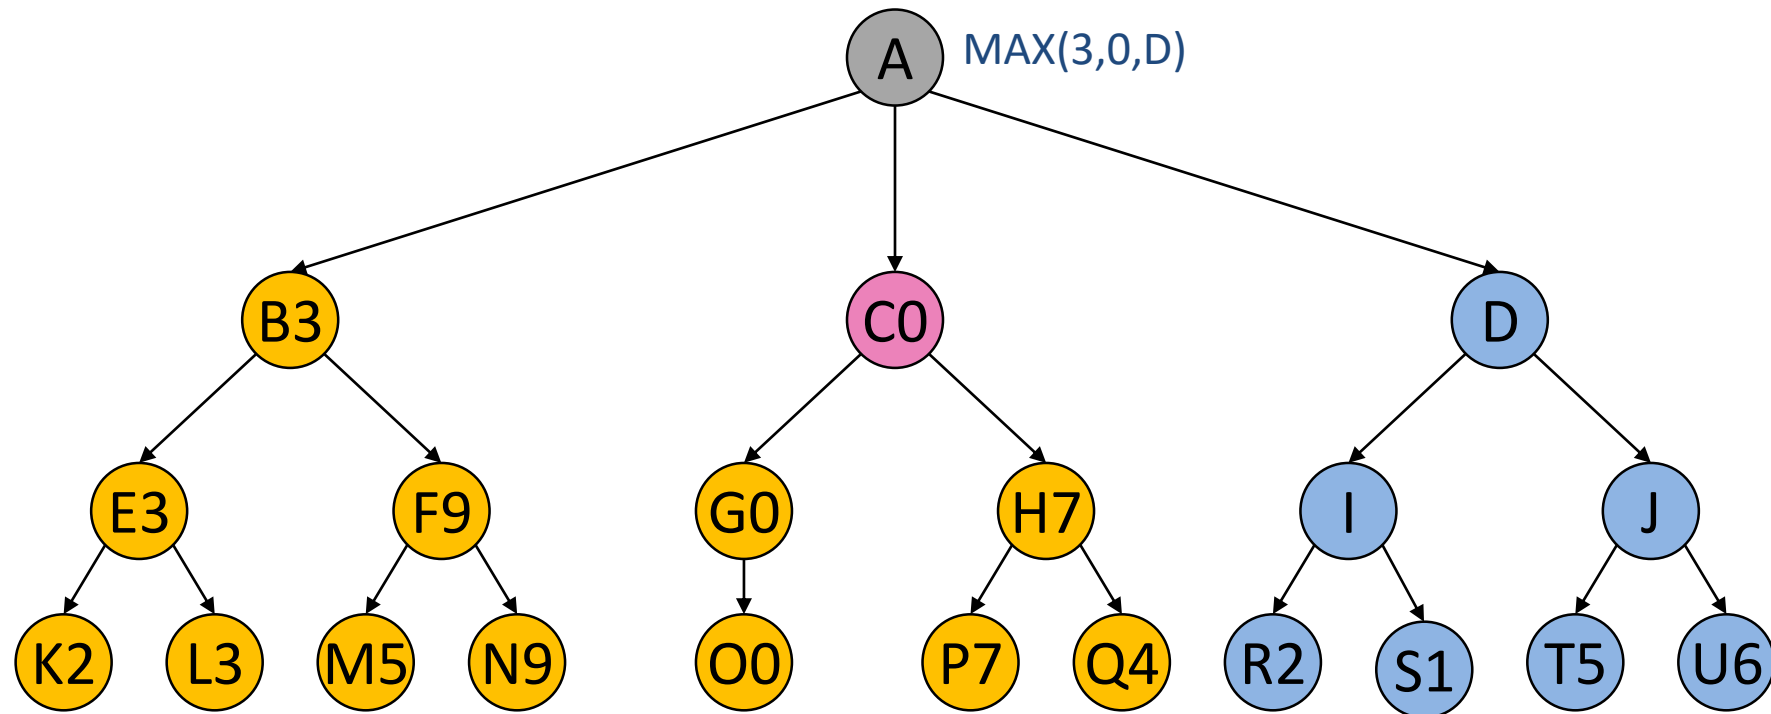 A MAX(3,0,D)
B3 C0 D
E3 F9 G0 H7 I J
K2 L3 M5 N9 O0 P7 Q4 R2 S1 T5 U6